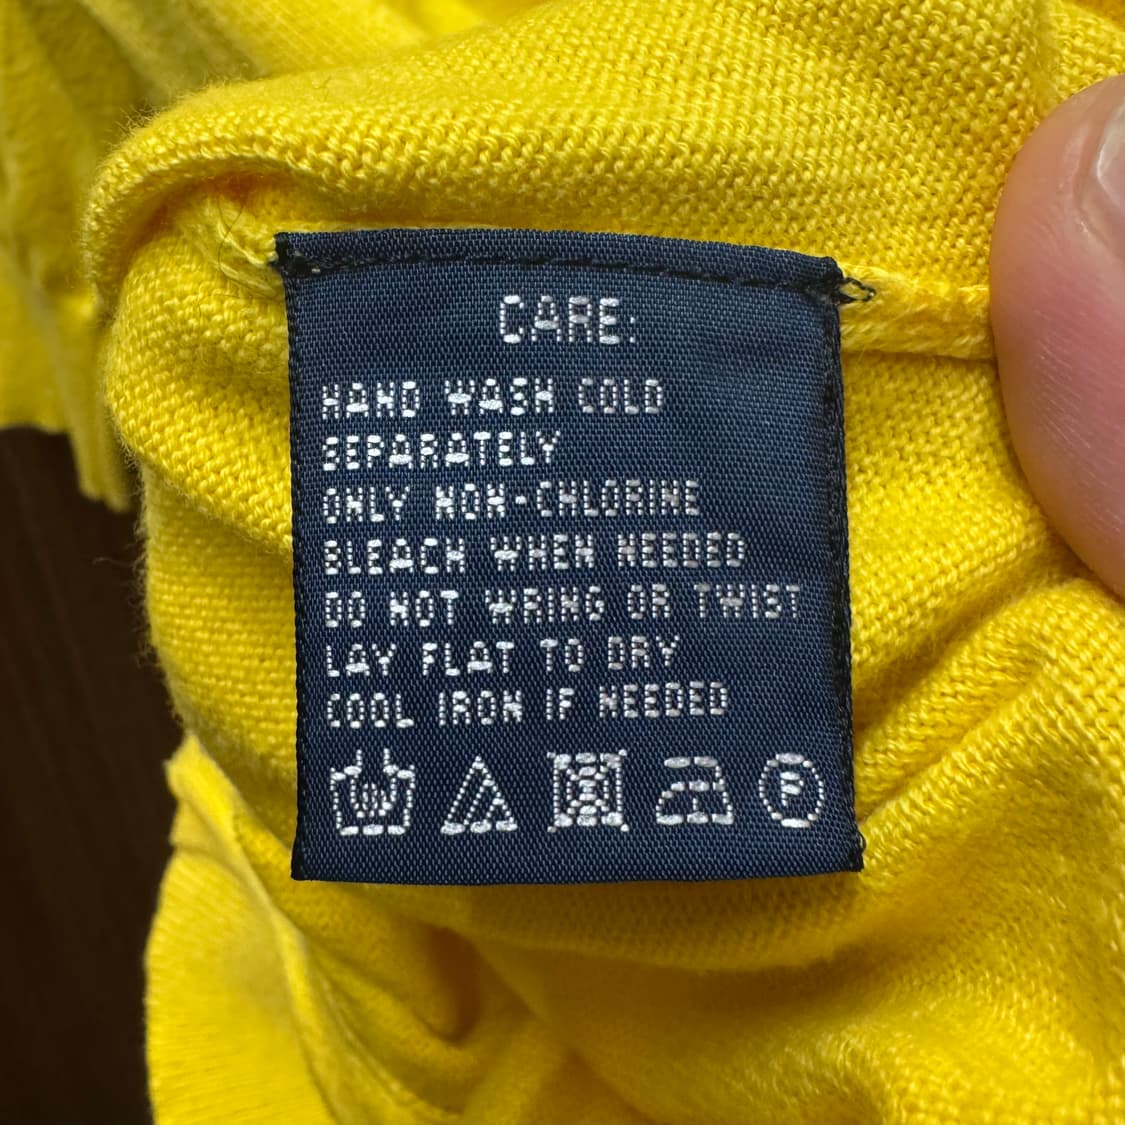 CARE:
HAND WASH COLD
SEPARATELY
ONLY NON-CHLORINE
BLEACH WHEN NEEDED
DO NOT WRING OR TWIST
LAY FLAT TO DRY
COOL IRON IF NEEDED
P